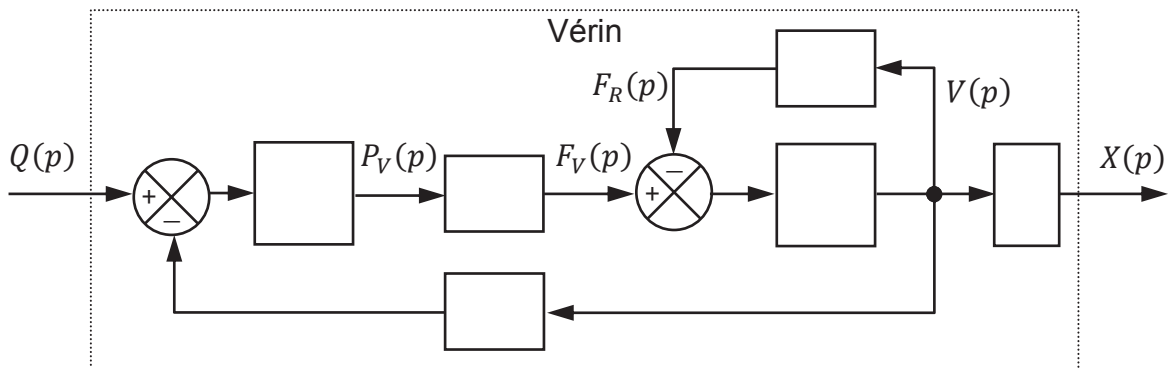 Vérin
F_R(p)
V(p)
Q(p)
P_V(p)
F_V(p)
X(p)
+
−
+
−